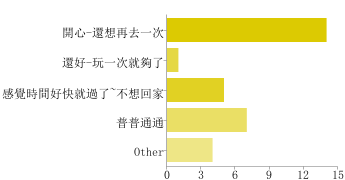 開心-還想再去一次
還好-玩一次就夠了
感覺時間好快就過了~不想回家
普普通通
Other
0 3 6 9 12 15